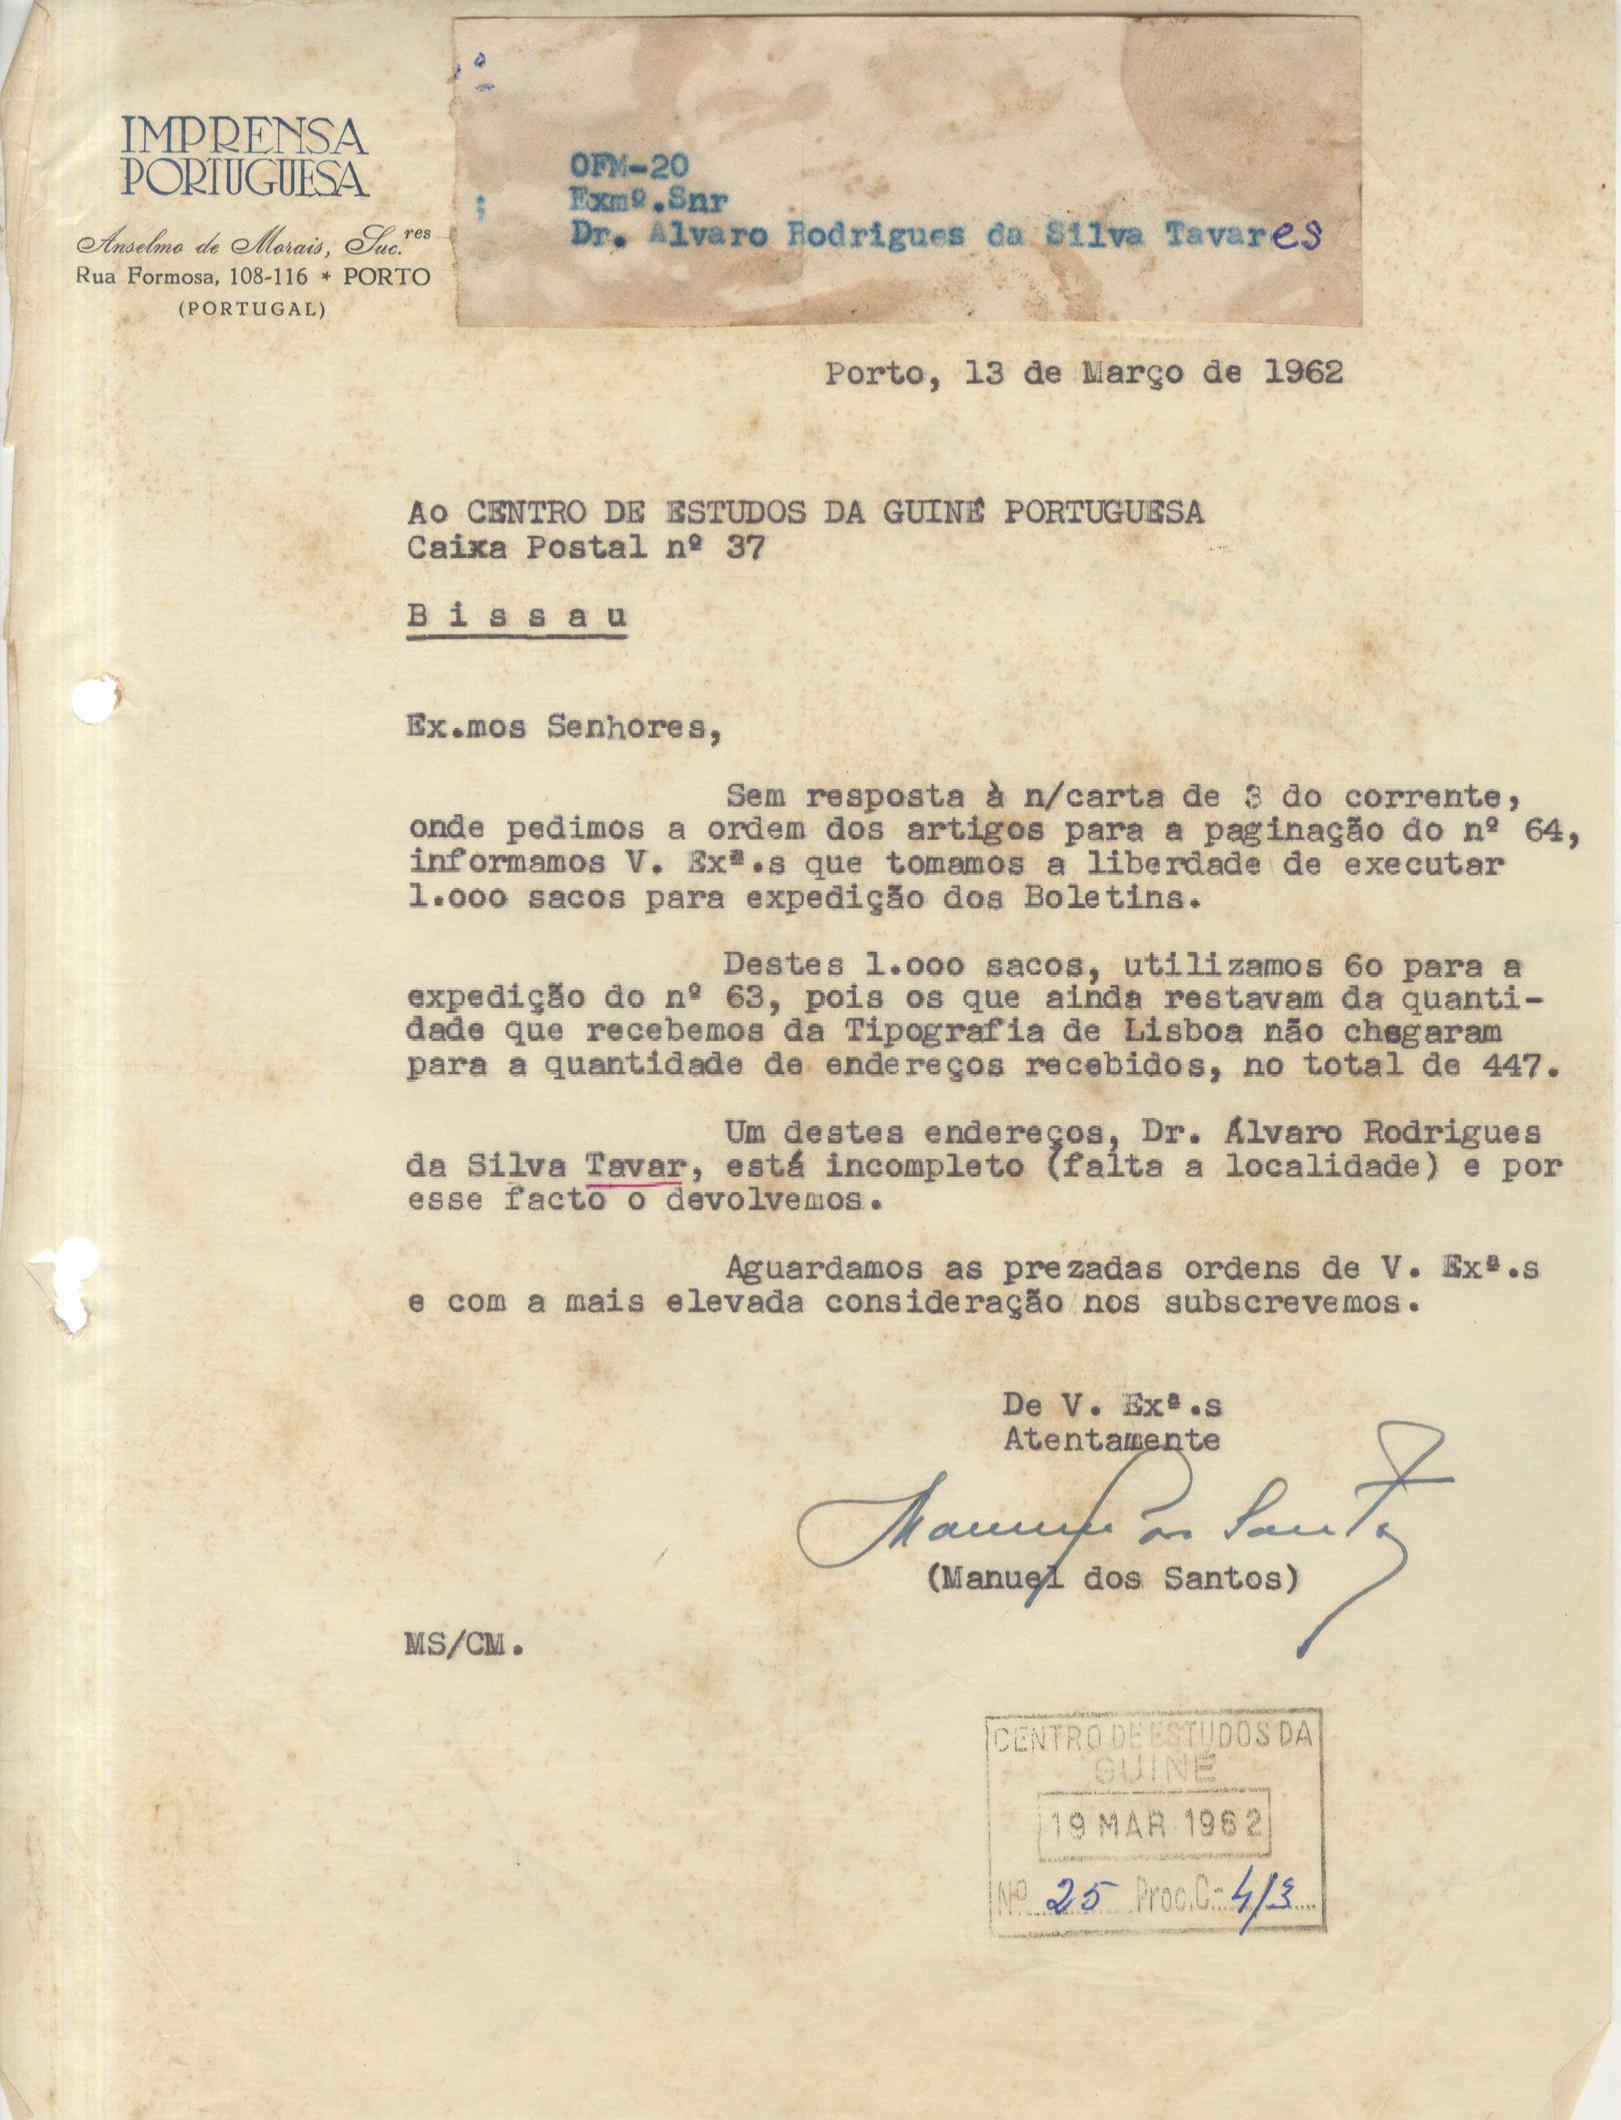 IMPRENSA
PORTUGUESA
Anselmo de Morais, Suc.res
Rua Formosa, 108-116 * PORTO
(PORTUGAL)
OFM-20
Exmº.Snr
Dr. Alvaro Rodrigues da Silva Tavares
Porto, 13 de Março de 1962
Ao CENTRO DE ESTUDOS DA GUINÉ PORTUGUESA
Caixa Postal nº 37
B i s s a u
Ex.mos Senhores,
Sem resposta à n/carta de 3 do corrente,
onde pedimos a ordem dos artigos para a paginação do nº 64,
informamos V. Exª.s que tomamos a liberdade de executar
1.000 sacos para expedição dos Boletins.
Destes 1.000 sacos, utilizamos 60 para a
expedição do nº 63, pois os que ainda restavam da quanti-
dade que recebemos da Tipografia de Lisboa não chegaram
para a quantidade de endereços recebidos, no total de 447.
Um destes endereços, Dr. Álvaro Rodrigues
da Silva Tavar, está incompleto (falta a localidade) e por
esse facto o devolvemos.
Aguardamos as prezadas ordens de V. Exª.s
e com a mais elevada consideração nos subscrevemos.
De V. Exª.s
Atentamente
Manuel dos Santos
(Manuel dos Santos)
MS/CM.
CENTRO DE ESTUDOS DA
GUINÉ
19 MAR 1962
Nº 25 Proc.C- 4/3